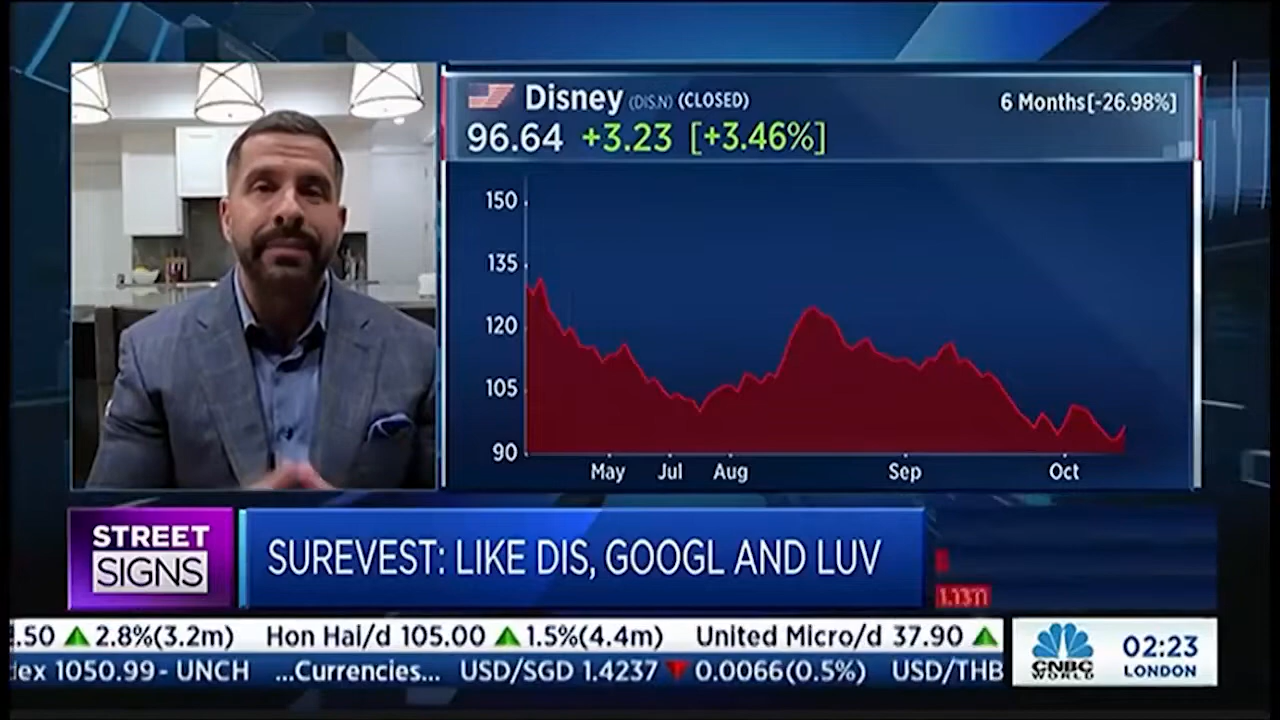 Disney (DIS.N) (CLOSED)
6 Months[-26.98%]
96.64 +3.23 [+3.46%]
150
135
120
105
90
May Jul Aug Sep Oct
STREET
SIGNS
SUREVEST: LIKE DIS, GOOGL AND LUV
.50 ▲2.8%(3.2m) Hon Hai/d 105.00 ▲1.5%(4.4m) United Micro/d 37.90 ▲
1050.99- UNCH ...Currencies... USD/SGD 1.4237 ▼0.0066(0.5%) USD/THB
CNBC
WORLD
02:23
LONDON